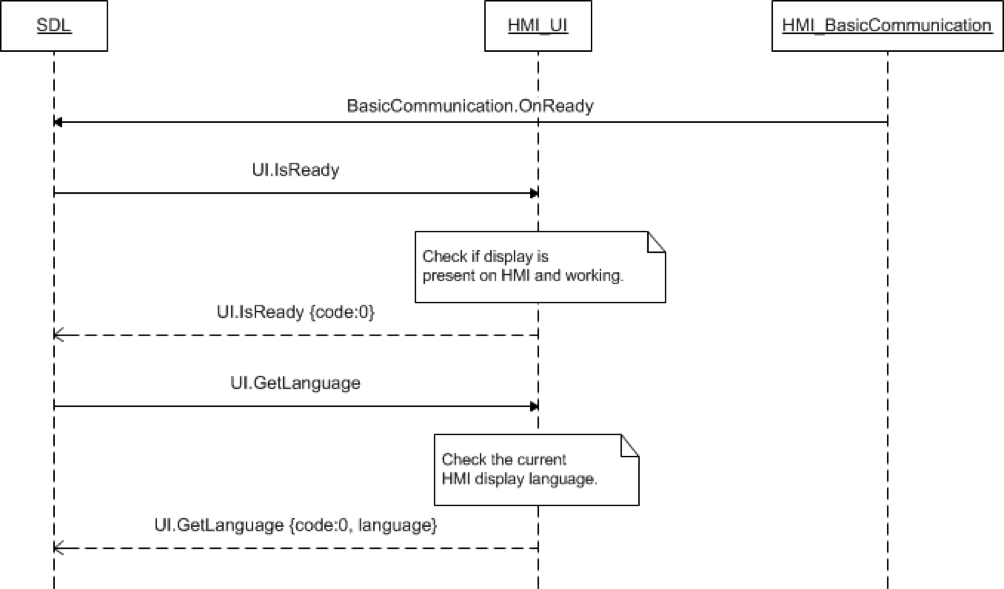 SDL
HMI_UI
HMI_BasicCommunication
BasicCommunication.OnReady
UI.IsReady
Check if display is
present on HMI and working.
UI.IsReady {code:0}
UI.GetLanguage
Check the current
HMI display language.
UI.GetLanguage {code:0, language}